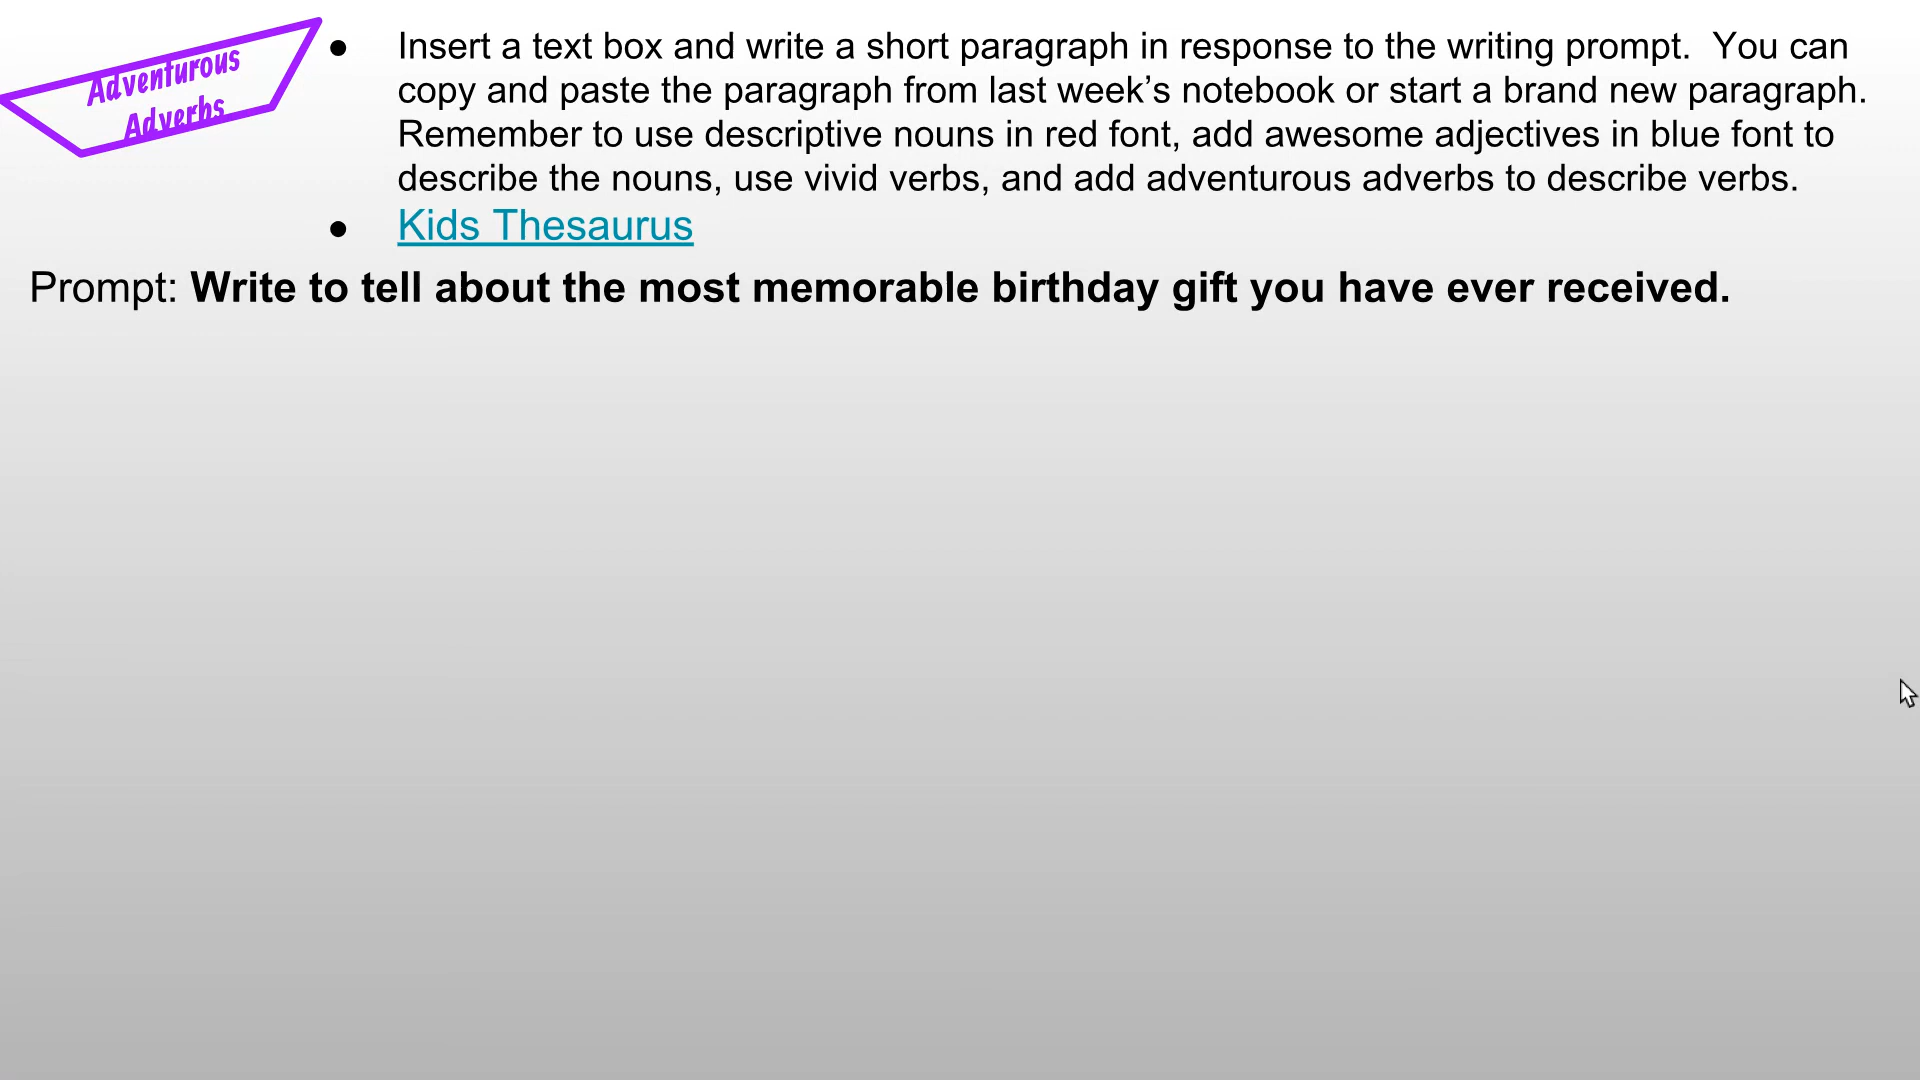 Adventurous
Adverbs
● Insert a text box and write a short paragraph in response to the writing prompt.  You can
copy and paste the paragraph from last week’s notebook or start a brand new paragraph.
Remember to use descriptive nouns in red font, add awesome adjectives in blue font to
describe the nouns, use vivid verbs, and add adventurous adverbs to describe verbs.
● Kids Thesaurus
Prompt: Write to tell about the most memorable birthday gift you have ever received.